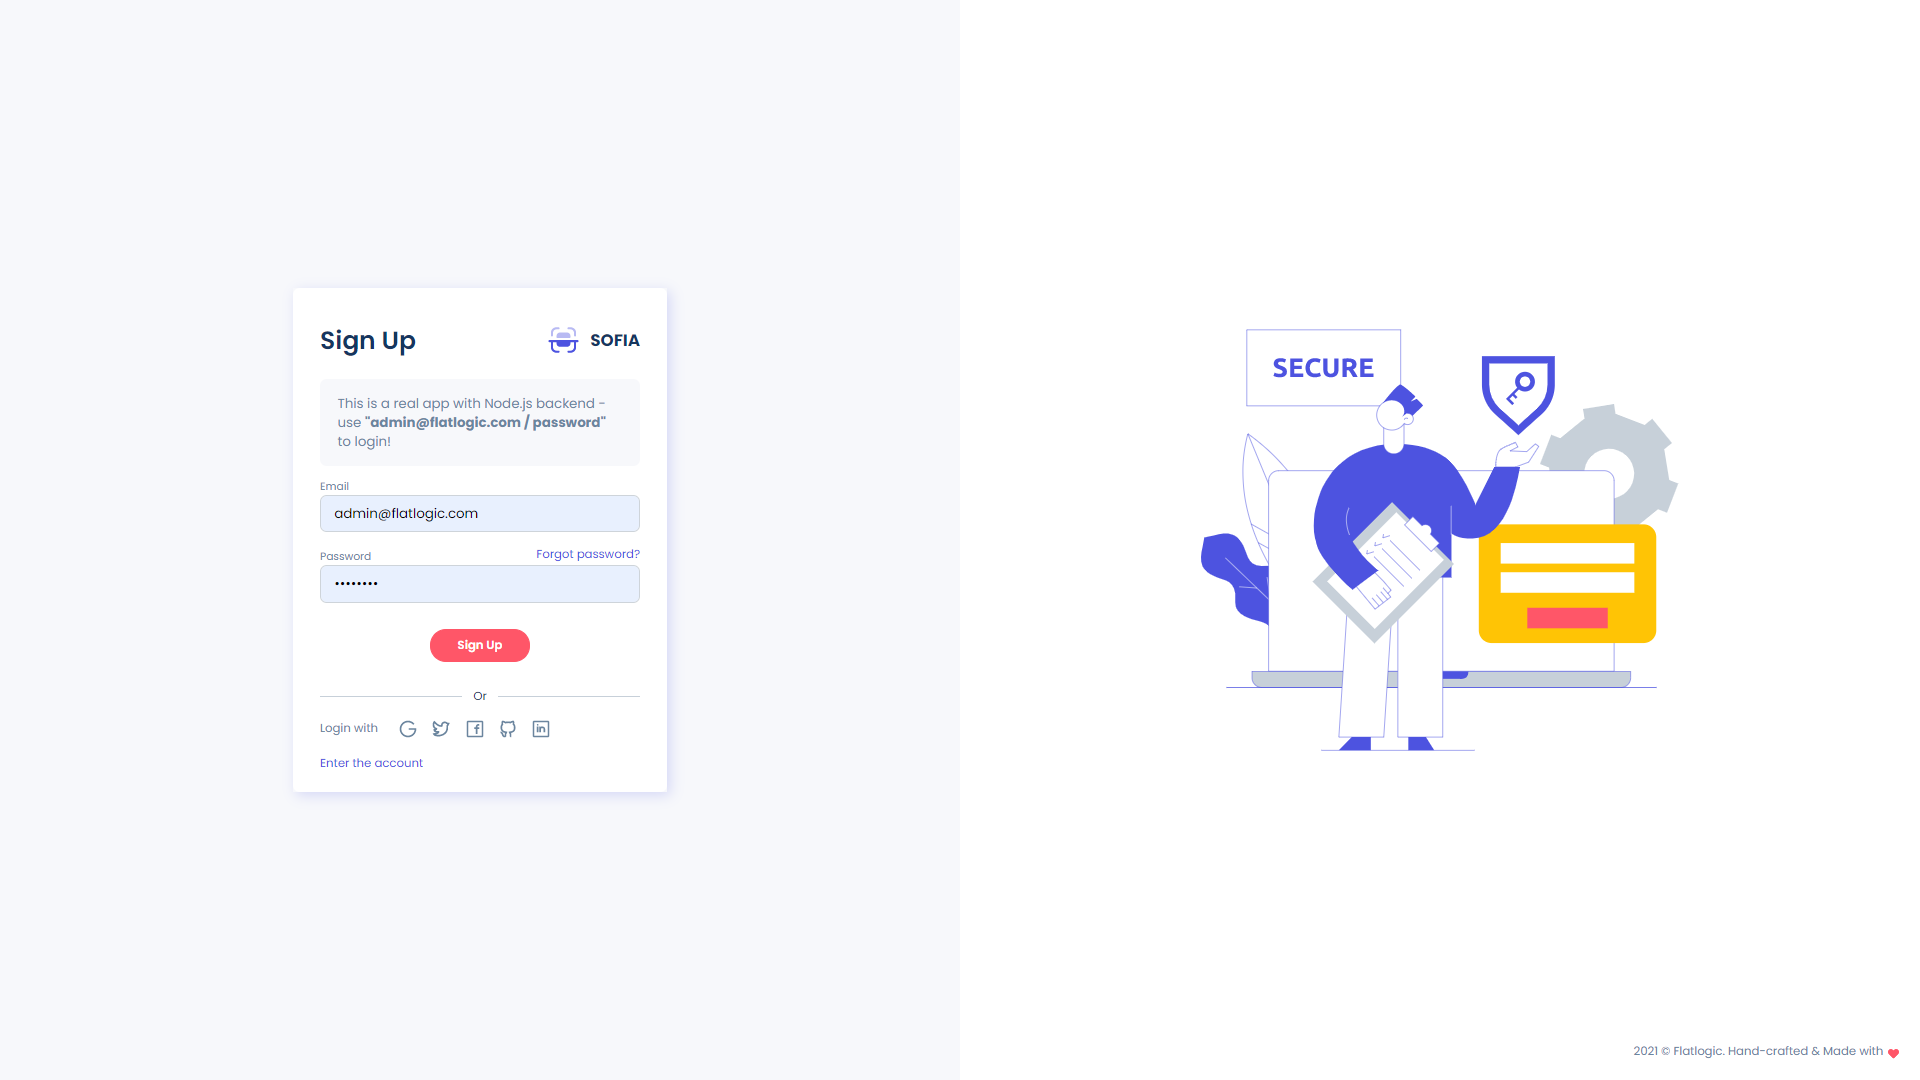 Sign Up
SOFIA
This is a real app with Node.js backend -
use "admin@flatlogic.com / password"
to login!
Email
admin@flatlogic.com
Password
Forgot password?
••••••••
Sign Up
Or
Login with
Enter the account
SECURE
2021 © Flatlogic. Hand-crafted & Made with